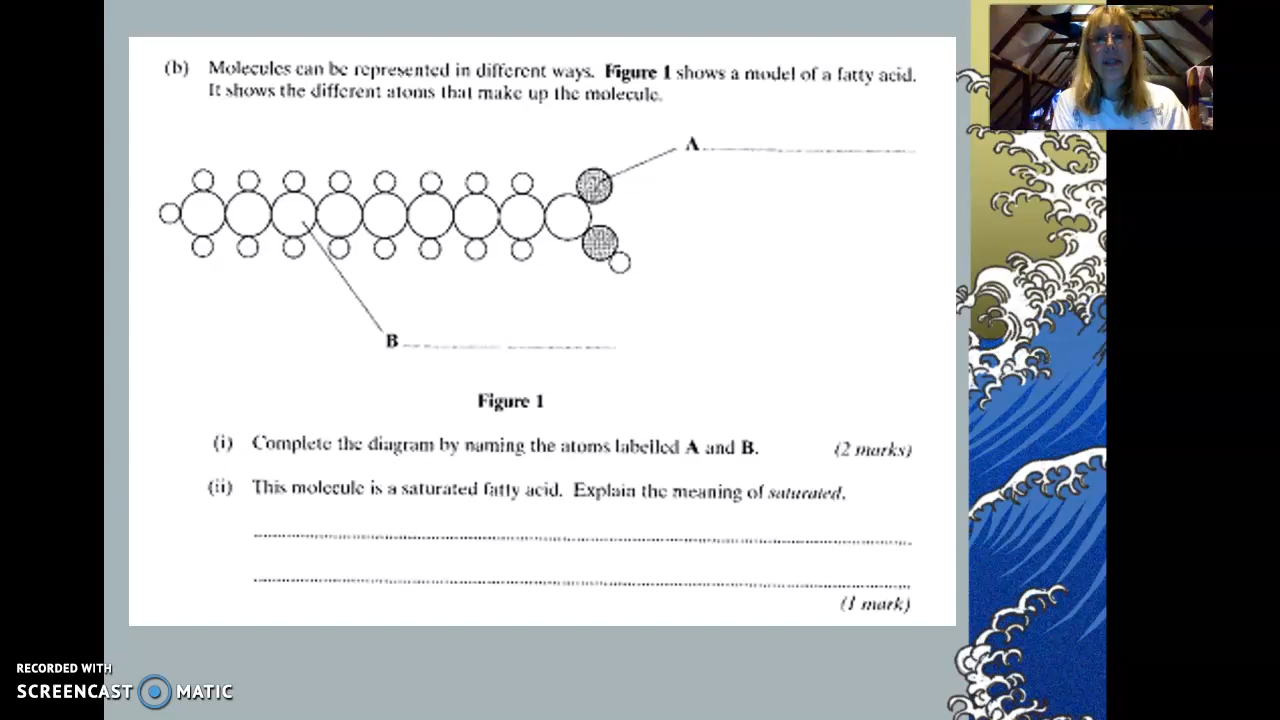 (b) Molecules can be represented in different ways. Figure 1 shows a model of a fatty acid.
It shows the different atoms that make up the molecule.
A
B
Figure 1
(i) Complete the diagram by naming the atoms labelled A and B. (2 marks)
(ii) This molecule is a saturated fatty acid. Explain the meaning of saturated.
(1 mark)
RECORDED WITH
SCREENCAST MATIC